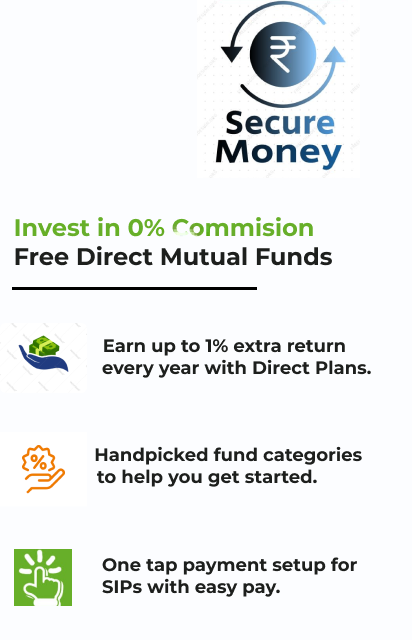 ₹
Secure
Money
Invest in 0% Commision
Free Direct Mutual Funds
Earn up to 1% extra return
every year with Direct Plans.
%
Handpicked fund categories
to help you get started.
One tap payment setup for
SIPs with easy pay.